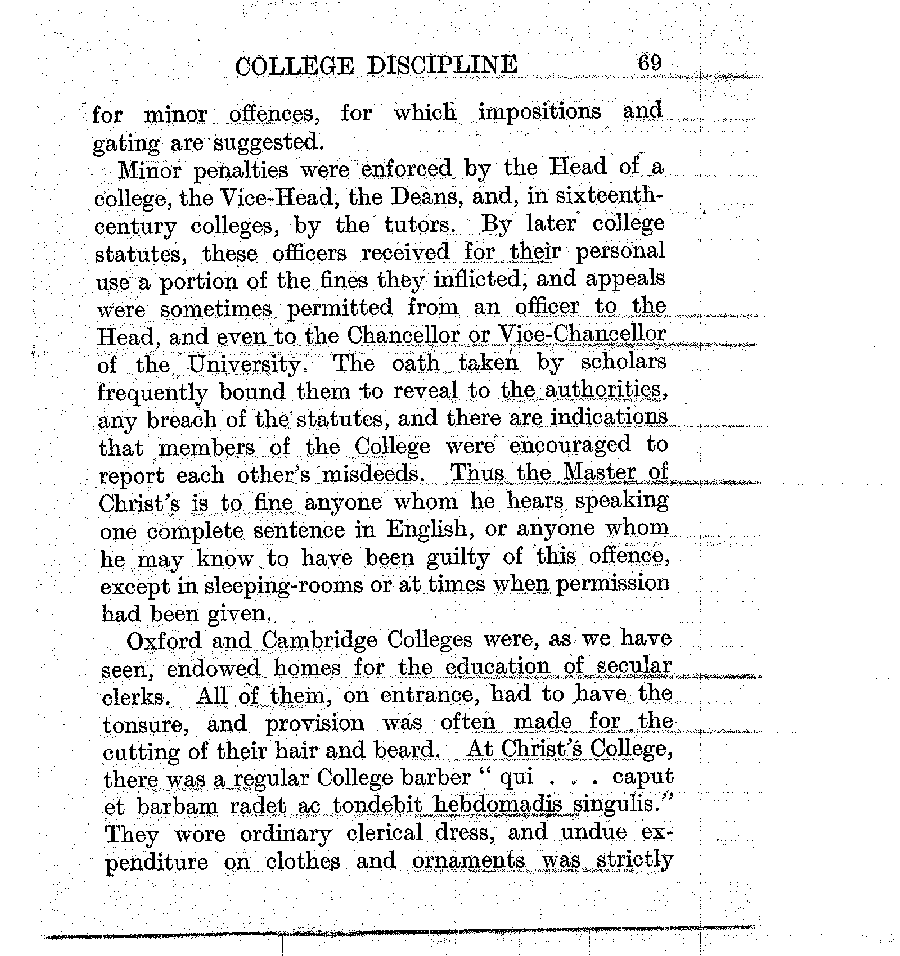 COLLEGE DISCIPLINE 69
for minor offences, for which impositions and
gating are suggested.
Minor penalties were enforced by the Head of a
college, the Vice-Head, the Deans, and, in sixteenth-
century colleges, by the tutors. By later college
statutes, these officers received for their personal
use a portion of the fines they inflicted, and appeals
were sometimes permitted from an officer to the
Head, and even to the Chancellor or Vice-Chancellor
of the University. The oath taken by scholars
frequently bound them to reveal to the authorities,
any breach of the statutes, and there are indications
that members of the College were encouraged to
report each other's misdeeds. Thus the Master of
Christ's is to fine anyone whom he hears speaking
one complete sentence in English, or anyone whom
he may know to have been guilty of this offence,
except in sleeping-rooms or at times when permission
had been given.
Oxford and Cambridge Colleges were, as we have
seen, endowed homes for the education of secular
clerks. All of them, on entrance, had to have the
tonsure, and provision was often made for the
cutting of their hair and beard. At Christ's College,
there was a regular College barber “ qui . . . caput
et barbam radet ac tondebit hebdomadis singulis.”
They wore ordinary clerical dress, and undue ex-
penditure on clothes and ornaments was strictly